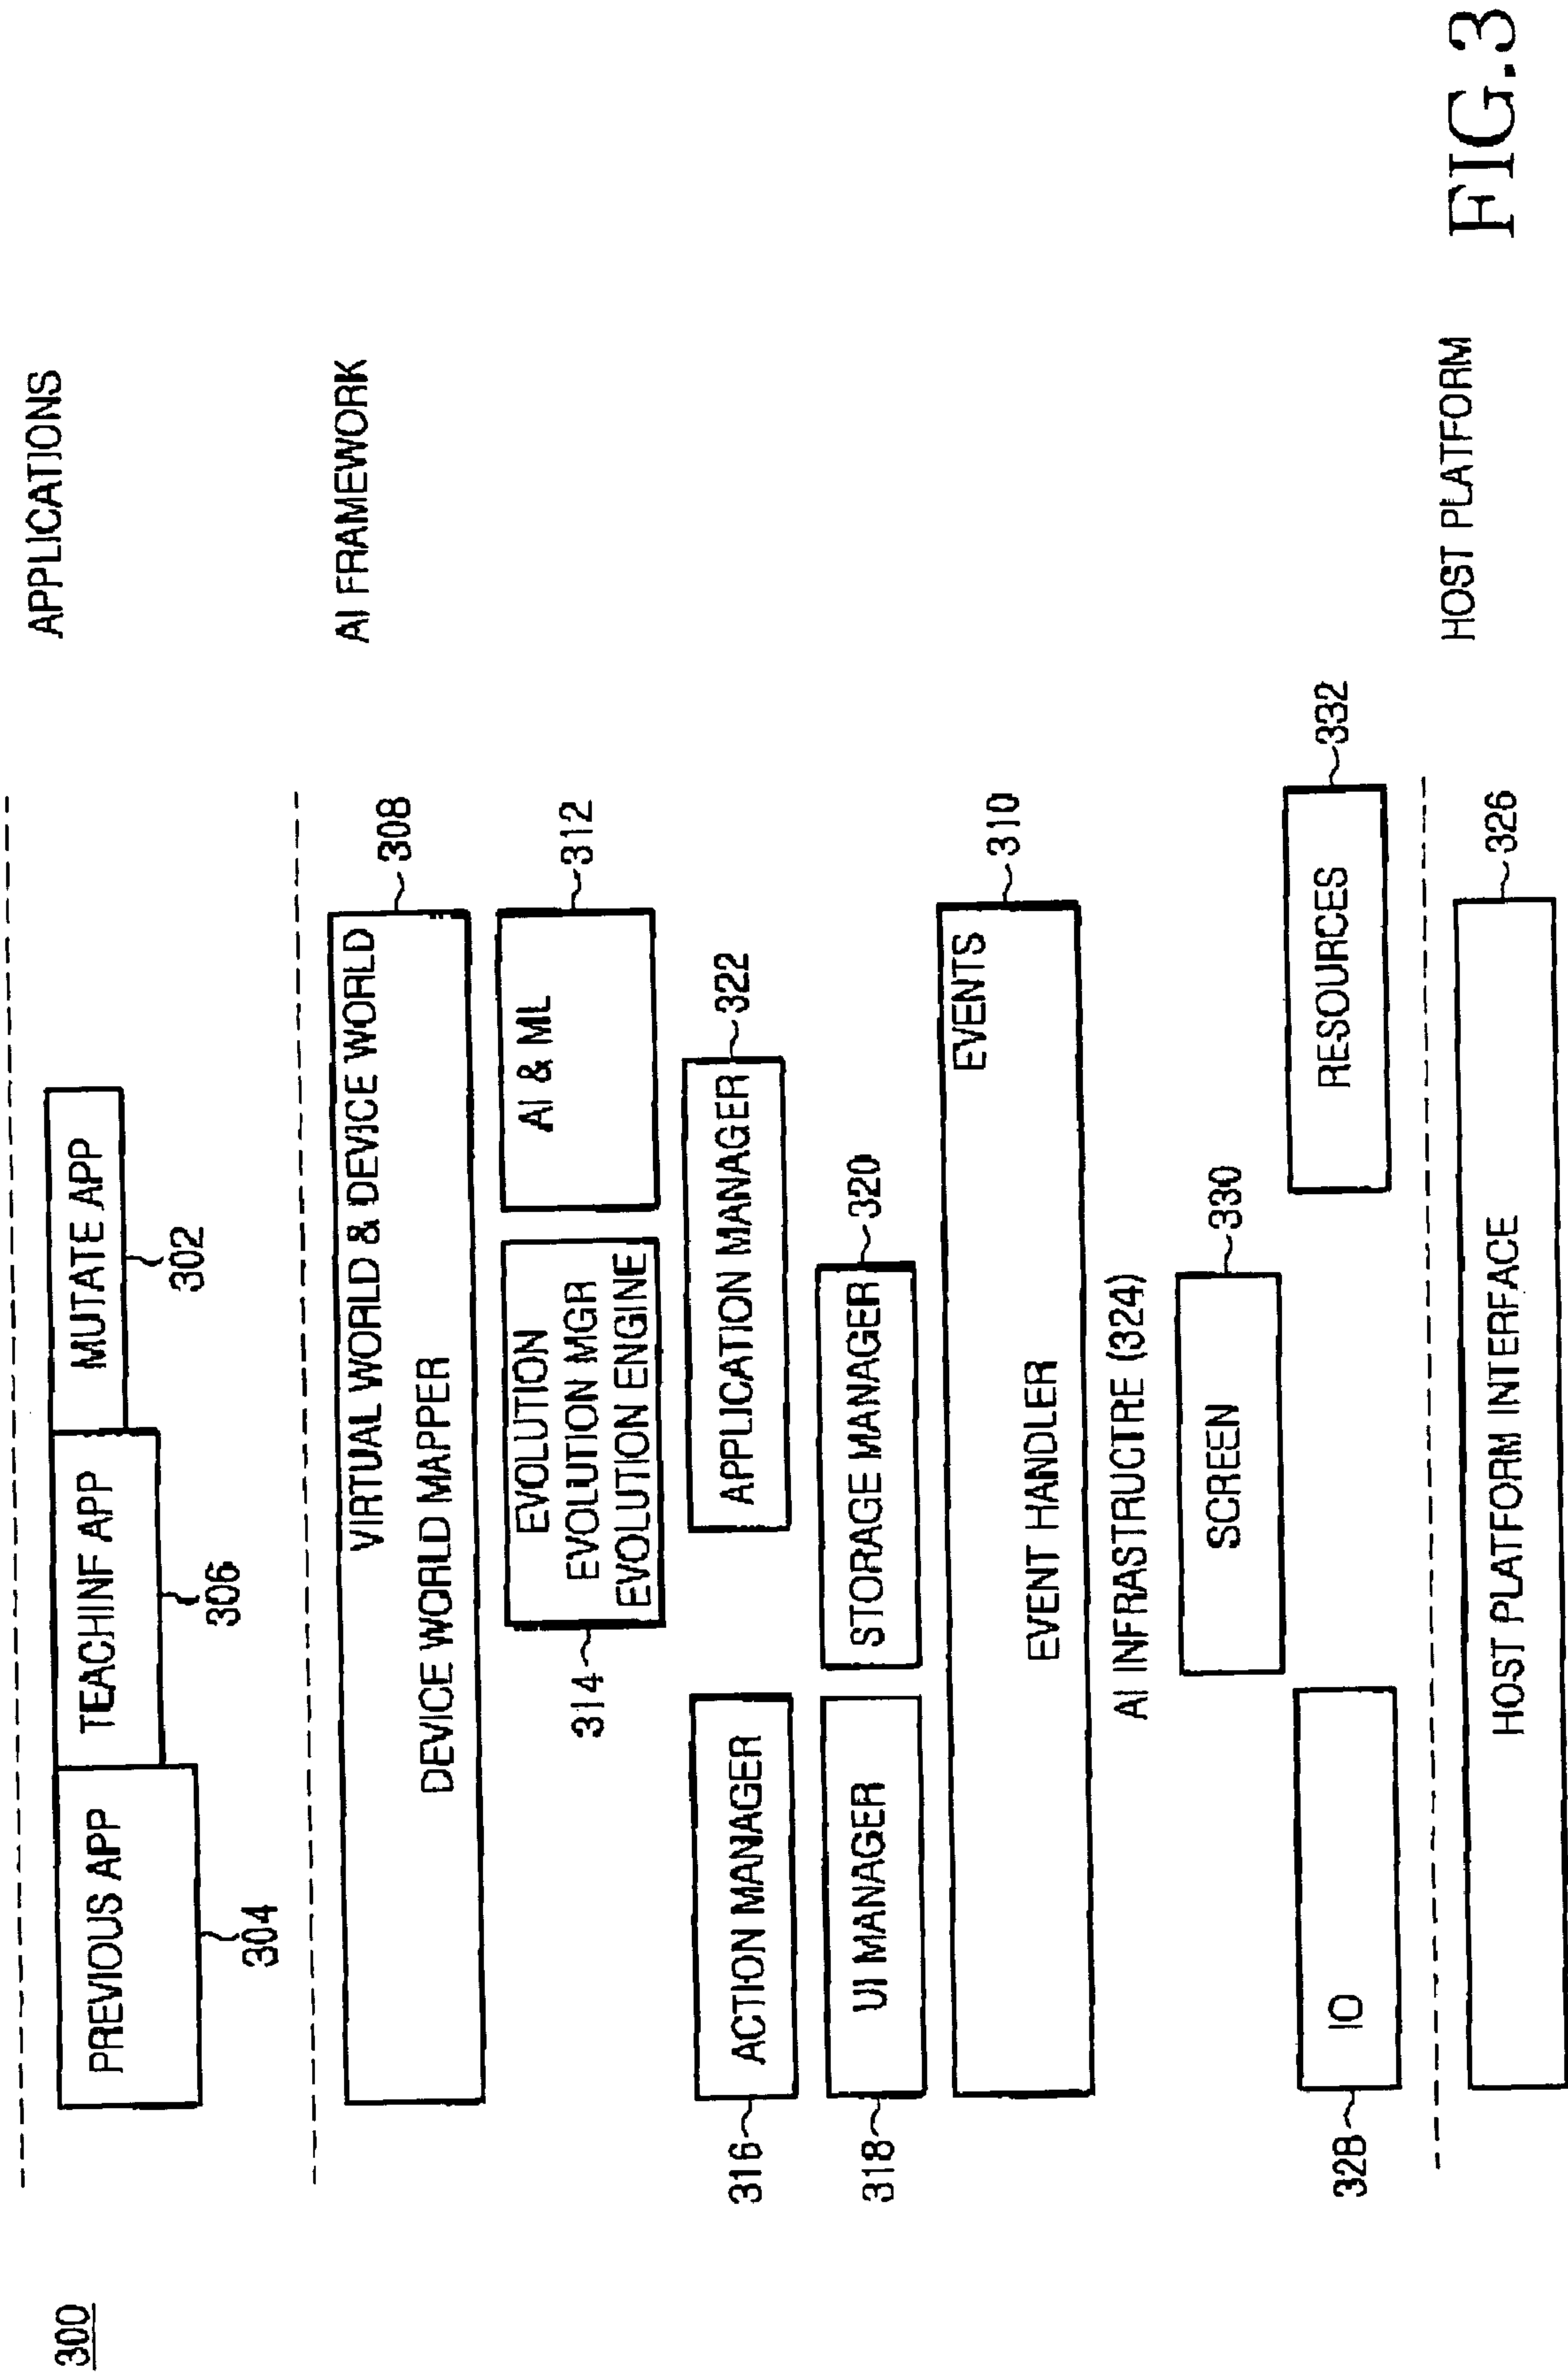 300
APPLICATIONS
PREVIOUS APP
TEACHINF APP
MUTATE APP
304
306
302
AI FRAMEWORK
VIRTUAL WORLD & DEVICE WORLD
DEVICE WORLD MAPPER
308
314
EVOLUTION
EVOLUTION MGR
EVOLUTION ENGINE
AI & ML
312
316
ACTION MANAGER
APPLICATION MANAGER
322
318
UI MANAGER
STORAGE MANAGER
320
EVENTS
EVENT HANDLER
310
AI INFRASTRUCTRE (324)
SCREEN
330
328
IO
RESOURCES
332
HOST PLATFORM
HOST PLATFORM INTERFACE
326
FIG.3